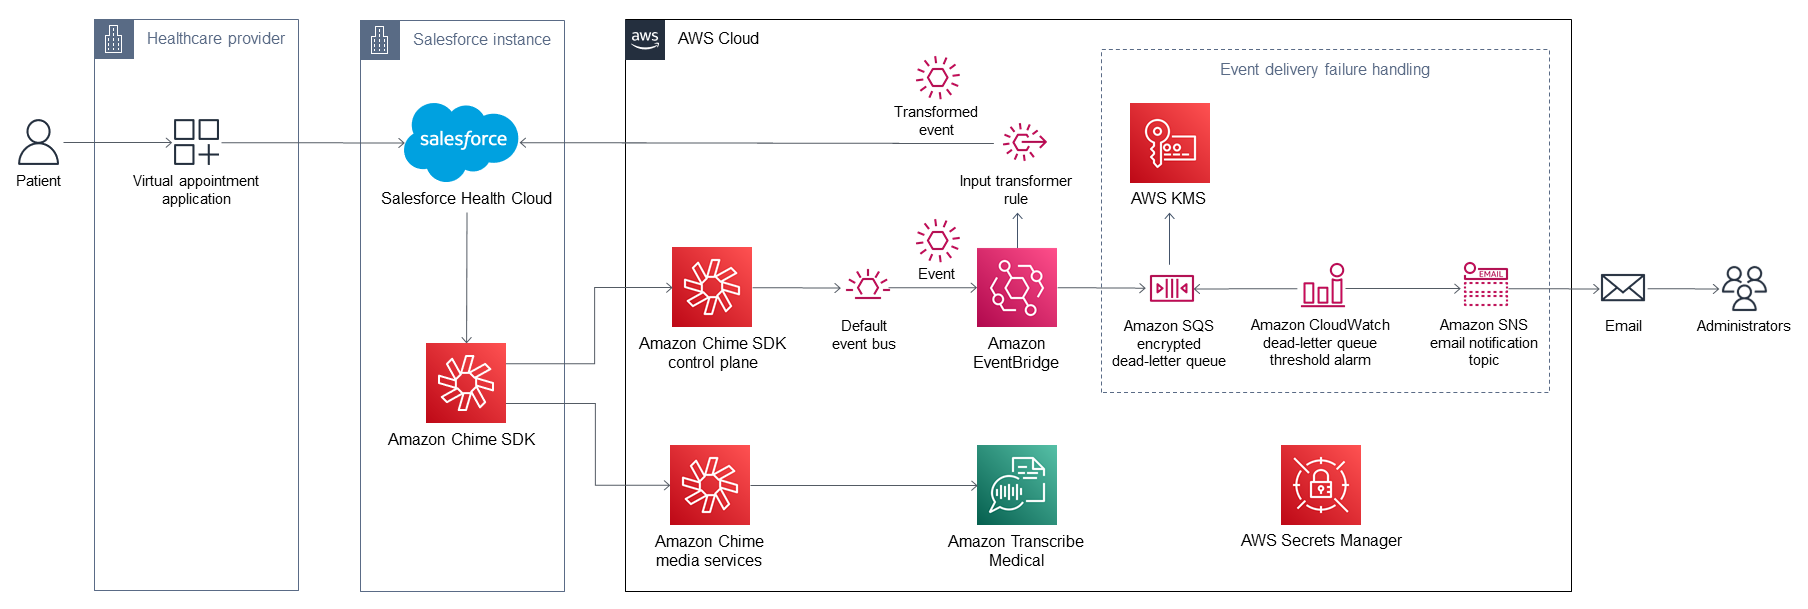 Healthcare provider
Salesforce instance
aws
AWS Cloud
Event delivery failure handling
Patient
Virtual appointment
application
salesforce
Salesforce Health Cloud
Amazon Chime SDK
Transformed
event
Input transformer
rule
Event
Amazon Chime SDK
control plane
Default
event bus
Amazon
EventBridge
AWS KMS
Amazon SQS
encrypted
dead-letter queue
Amazon CloudWatch
dead-letter queue
threshold alarm
EMAIL
Amazon SNS
email notification
topic
Email
Administrators
Amazon Chime
media services
Amazon Transcribe
Medical
AWS Secrets Manager